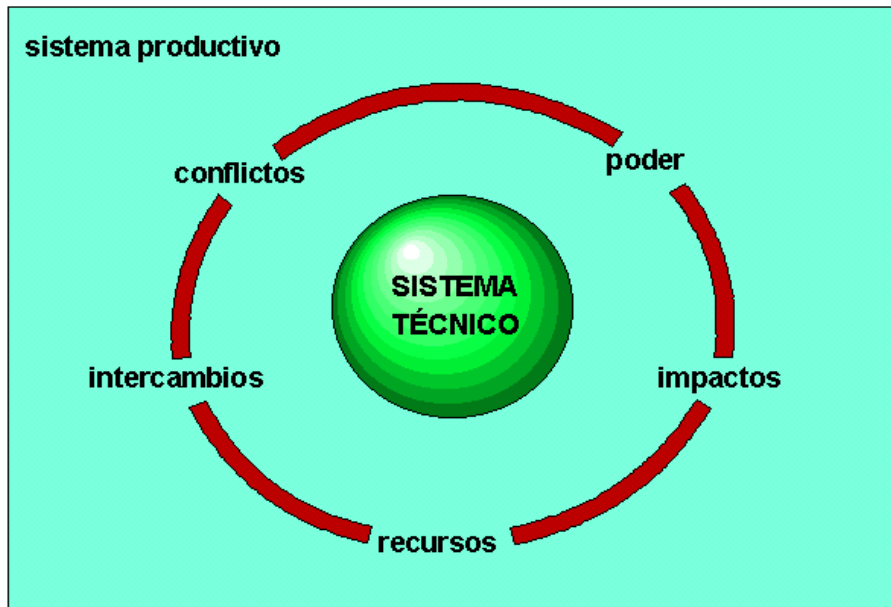 sistema productivo
poder
conflictos
SISTEMA
TÉCNICO
intercambios
impactos
recursos